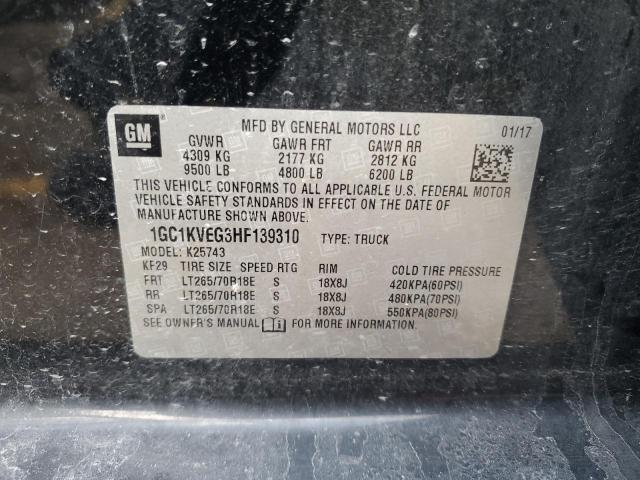 GM
MFD BY GENERAL MOTORS LLC 01/17
GVWR GAWR FRT GAWR RR
4309 KG 2177 KG 2812 KG
9500 LB 4800 LB 6200 LB
THIS VEHICLE CONFORMS TO ALL APPLICABLE U.S. FEDERAL MOTOR
VEHICLE SAFETY STANDARDS IN EFFECT ON THE DATE OF
MANUFACTURE SHOWN ABOVE.
1GC1KVEG3HF139310 TYPE: TRUCK
MODEL: K25743
KF29 TIRE SIZE SPEED RTG RIM COLD TIRE PRESSURE
FRT LT265/70R18E S 18X8J 420KPA(60PSI)
RR LT265/70R18E S 18X8J 480KPA(70PSI)
SPA LT265/70R18E S 18X8J 550KPA(80PSI)
SEE OWNER'S MANUAL FOR MORE INFORMATION.